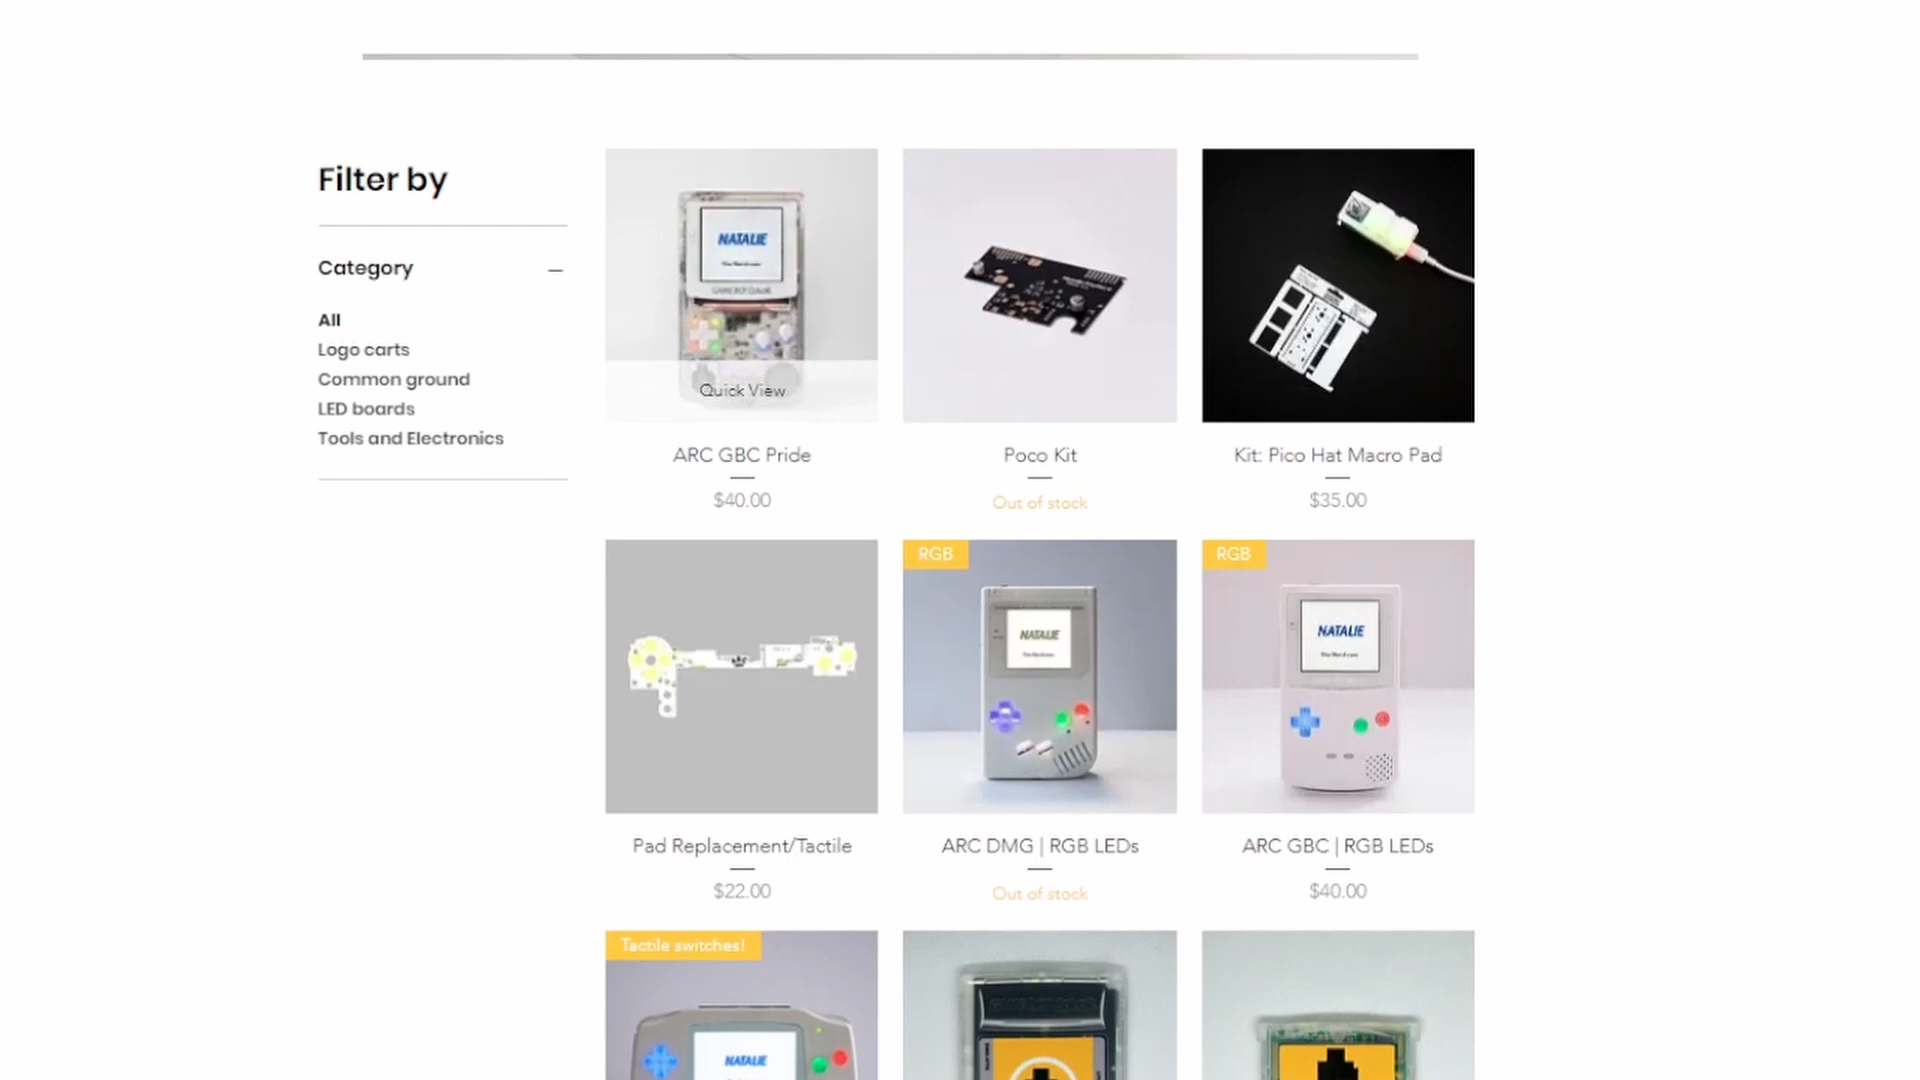 Filter by
Category
All
Logo carts
Common ground
LED boards
Tools and Electronics
NATALIE
GAME BOY COLOR
Quick View
ARC GBC Pride
$40.00
Poco Kit
Out of stock
Kit: Pico Hat Macro Pad
$35.00
Pad Replacement/Tactile
$22.00
RGB
NATALIE
ARC DMG | RGB LEDs
Out of stock
RGB
NATALIE
ARC GBC | RGB LEDs
$40.00
Tactile switches!
NATALIE